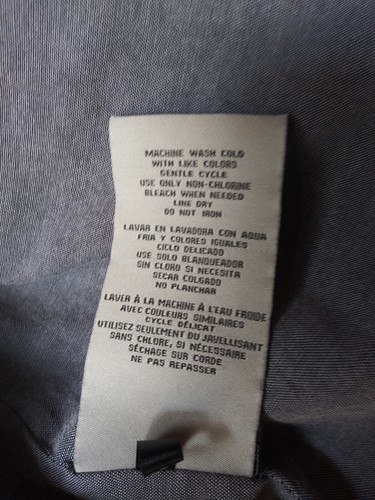 MACHINE WASH COLD
WITH LIKE COLORS
GENTLE CYCLE
USE ONLY NON-CHLORINE
BLEACH WHEN NEEDED
LINE DRY
DO NOT IRON
LAVAR EN LAVADORA CON AQUA
FRIA Y COLORES IGUALES
CICLO DELICADO
USE SOLO BLANQUEADOR
SIN CLORO SI NECESITA
SECAR COLGADO
NO PLANCHAR
LAVER À LA MACHINE À L'EAU FROIDE
AVEC COULEURS SIMILAIRES
CYCLE DÉLICAT
UTILISEZ SEULEMENT DU JAVELLISANT
SANS CHLORE, SI NÉCESSAIRE
SÉCHAGE SUR CORDE
NE PAS REPASSER